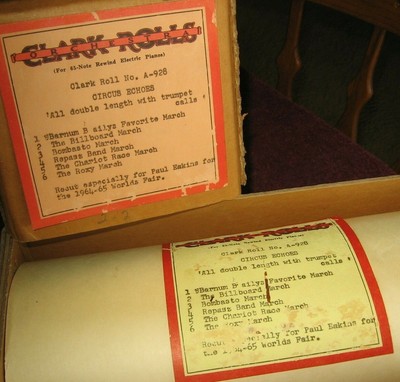 CLARK ROLLS
ORCHESTRA
(For 65-Note Rewind Electric Pianos)
Clark Roll No. A-926
CIRCUS ECHOES
'All double length with trumpet
calls '
1 Barnum B ailys Favorite March
2 The Billboard March
3 Bombasto March
4 Repasz Band March
5 The Chariot Race March
6 The Roxy March
Recut especially for Paul Eakins for
the 1964-65 Worlds Fair.
CLARK ROLLS
Clark Roll No. A-926
CIRCUS ECHOES
'All double length with trumpet
calls '
1 Barnum B ailys Favorite March
2 The Billboard March
3 Bombasto March
4 Repasz Band March
5 The Chariot Race March
6 The Roxy March
Recut especially for Paul Eakins for
the 1964-65 Worlds Fair.